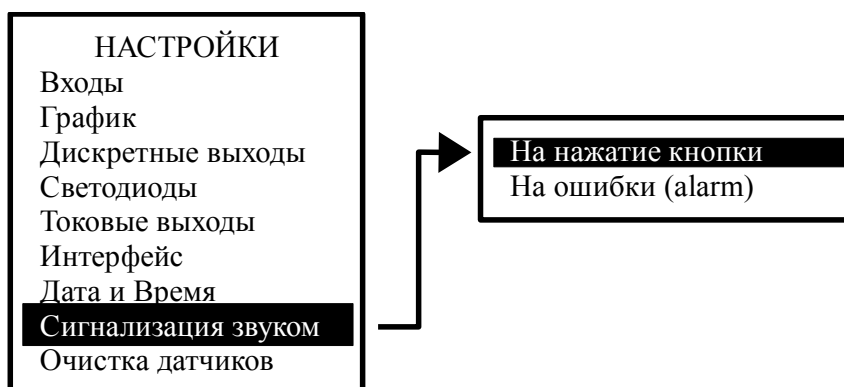 НАСТРОЙКИ
Входы
График
Дискретные выходы
Светодиоды
Токовые выходы
Интерфейс
Дата и Время
Сигнализация звуком
Очистка датчиков
На нажатие кнопки
На ошибки (alarm)